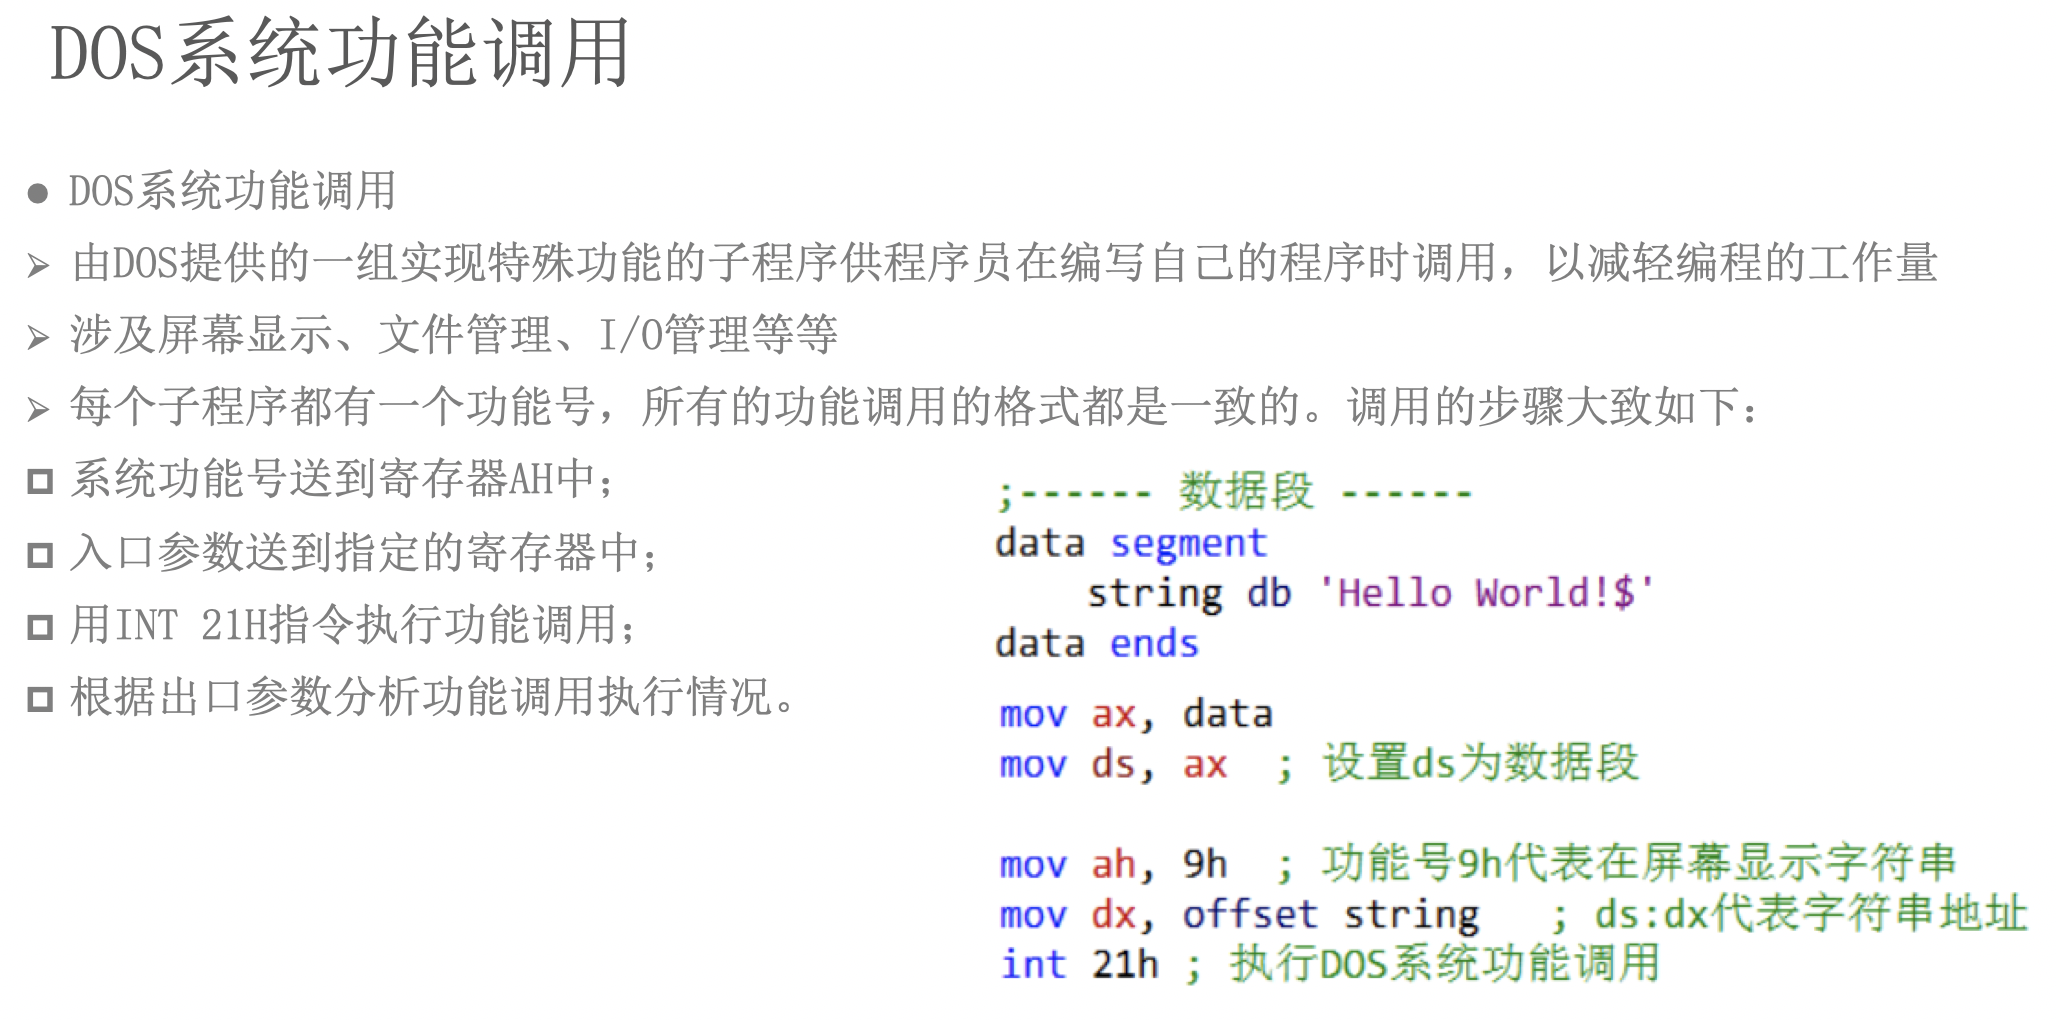 DOS系统功能调用
● DOS系统功能调用
➢ 由DOS提供的一组实现特殊功能的子程序供程序员在编写自己的程序时调用，以减轻编程的工作量
➢ 涉及屏幕显示、文件管理、I/O管理等等
➢ 每个子程序都有一个功能号，所有的功能调用的格式都是一致的。调用的步骤大致如下：
□ 系统功能号送到寄存器AH中；
□ 入口参数送到指定的寄存器中；
□ 用INT 21H指令执行功能调用；
□ 根据出口参数分析功能调用执行情况。
;------ 数据段 ------
data segment
    string db 'Hello World!$'
data ends
mov ax, data
mov ds, ax  ; 设置ds为数据段
mov ah, 9h  ; 功能号9h代表在屏幕显示字符串
mov dx, offset string   ; ds:dx代表字符串地址
int 21h ; 执行DOS系统功能调用